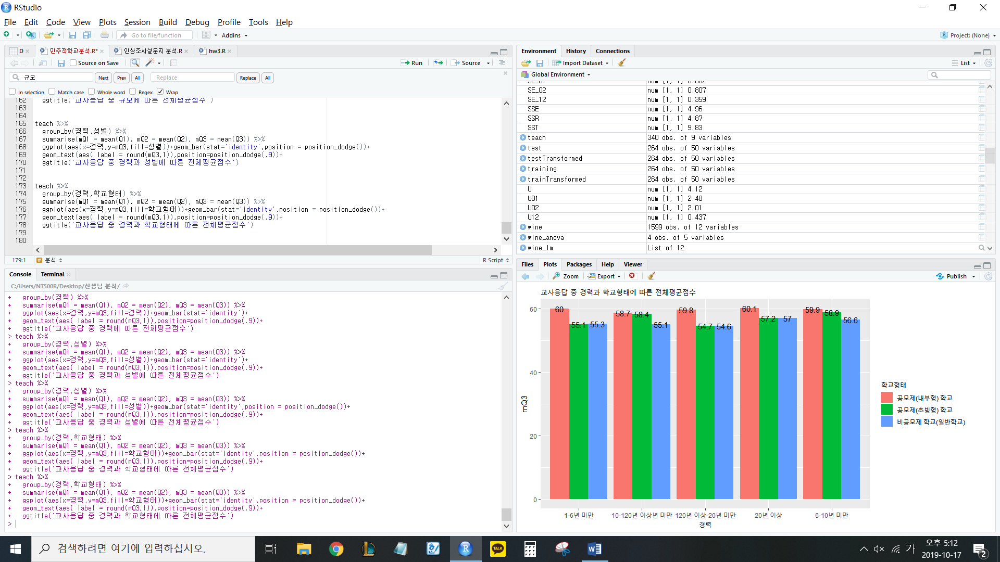 RStudio
File Edit Code View Plots Session Build Debug Profile Tools Help
Go to file/function Addins Project: (None)
D 민주적학교분석.R* 인상조사설문지 분석.R hw3.R
Source on Save Run Source
규모 Next Prev All Replace Replace All
In selection Match case Whole word Regex Wrap
162 ggtitle('교사응답 중 규모에 따른 전체평균점수')
163
164
165 teach %>%
166 group_by(경력,성별) %>%
167 summarise(mQ1 = mean(Q1), mQ2 = mean(Q2), mQ3 = mean(Q3)) %>%
168 ggplot(aes(x=경력,y=mQ3,fill=성별))+geom_bar(stat='identity',position = position_dodge())+
169 geom_text(aes( label = round(mQ3,1)),position=position_dodge(.9))+
170 ggtitle('교사응답 중 경력과 성별에 따른 전체평균점수')
171
172
173 teach %>%
174 group_by(경력,학교형태) %>%
175 summarise(mQ1 = mean(Q1), mQ2 = mean(Q2), mQ3 = mean(Q3)) %>%
176 ggplot(aes(x=경력,y=mQ3,fill=학교형태))+geom_bar(stat='identity',position = position_dodge())+
177 geom_text(aes( label = round(mQ3,1)),position=position_dodge(.9))+
178 ggtitle('교사응답 중 경력과 학교형태에 따른 전체평균점수')
179
180
179:1 # 분석 R Script
Console Terminal
C:/Users/NT500R/Desktop/선생님 분석/
+ group_by(경력) %>%
+ summarise(mQ1 = mean(Q1), mQ2 = mean(Q2), mQ3 = mean(Q3)) %>%
+ ggplot(aes(x=경력,y=mQ3,fill=경력))+geom_bar(stat='identity')+
+ geom_text(aes( label = round(mQ3,1)),position=position_dodge(.9))+
+ ggtitle('교사응답 중 경력에 따른 전체평균점수')
> teach %>%
+ group_by(경력,성별) %>%
+ summarise(mQ1 = mean(Q1), mQ2 = mean(Q2), mQ3 = mean(Q3)) %>%
+ ggplot(aes(x=경력,y=mQ3,fill=성별))+geom_bar(stat='identity')+
+ geom_text(aes( label = round(mQ3,1)),position=position_dodge(.9))+
+ ggtitle('교사응답 중 경력과 성별에 따른 전체평균점수')
> teach %>%
+ group_by(경력,성별) %>%
+ summarise(mQ1 = mean(Q1), mQ2 = mean(Q2), mQ3 = mean(Q3)) %>%
+ ggplot(aes(x=경력,y=mQ3,fill=성별))+geom_bar(stat='identity',position = position_dodge())+
+ geom_text(aes( label = round(mQ3,1)),position=position_dodge(.9))+
+ ggtitle('교사응답 중 경력과 성별에 따른 전체평균점수')
> teach %>%
+ group_by(경력,학교형태) %>%
+ summarise(mQ1 = mean(Q1), mQ2 = mean(Q2), mQ3 = mean(Q3)) %>%
+ ggplot(aes(x=경력,y=mQ3,fill=학교형태))+geom_bar(stat='identity',position = position_dodge())+
+ geom_text(aes( label = round(mQ3,1)),position=position_dodge(.9))+
+ ggtitle('교사응답 중 경력과 학교형태에 따른 전체평균점수')
> teach %>%
+ group_by(경력,학교형태) %>%
+ summarise(mQ1 = mean(Q1), mQ2 = mean(Q2), mQ3 = mean(Q3)) %>%
+ ggplot(aes(x=경력,y=mQ3,fill=학교형태))+geom_bar(stat='identity',position = position_dodge())+
+ geom_text(aes( label = round(mQ3,1)),position=position_dodge(.9))+
+ ggtitle('교사응답 중 경력과 학교형태에 따른 전체평균점수')
>
Environment History Connections
Import Dataset List
Global Environment
SE_02 num [1, 1] 0.807
SE_12 num [1, 1] 0.359
SSE num [1, 1] 4.96
SSR num [1, 1] 4.87
SST num [1, 1] 9.83
teach 340 obs. of 9 variables
test 264 obs. of 50 variables
testTransformed 264 obs. of 50 variables
training 264 obs. of 50 variables
trainTransformed 264 obs. of 50 variables
U num [1, 1] 4.12
U01 num [1, 1] 2.48
U02 num [1, 1] 2.01
U12 num [1, 1] 0.437
wine 1599 obs. of 12 variables
wine_anova 4 obs. of 5 variables
wine_lm List of 12
Files Plots Packages Help Viewer
Zoom Export Publish
교사응답 중 경력과 학교형태에 따른 전체평균점수
60 55.1 55.3 58.7 58.4 55.1 59.8 54.7 54.6 60.1 57.2 57 59.9 58.9 56.6
60
40
20
0
mQ3
1-6년 미만 10-120년 이상년 미만 120년 이상-20년 미만 20년 이상 6-10년 미만
경력
학교형태
공모제(내부형) 학교
공모제(초빙형) 학교
비공모제 학교(일반학교)
검색하려면 여기에 입력하십시오. TALK 가 오후 5:12
2019-10-17 2